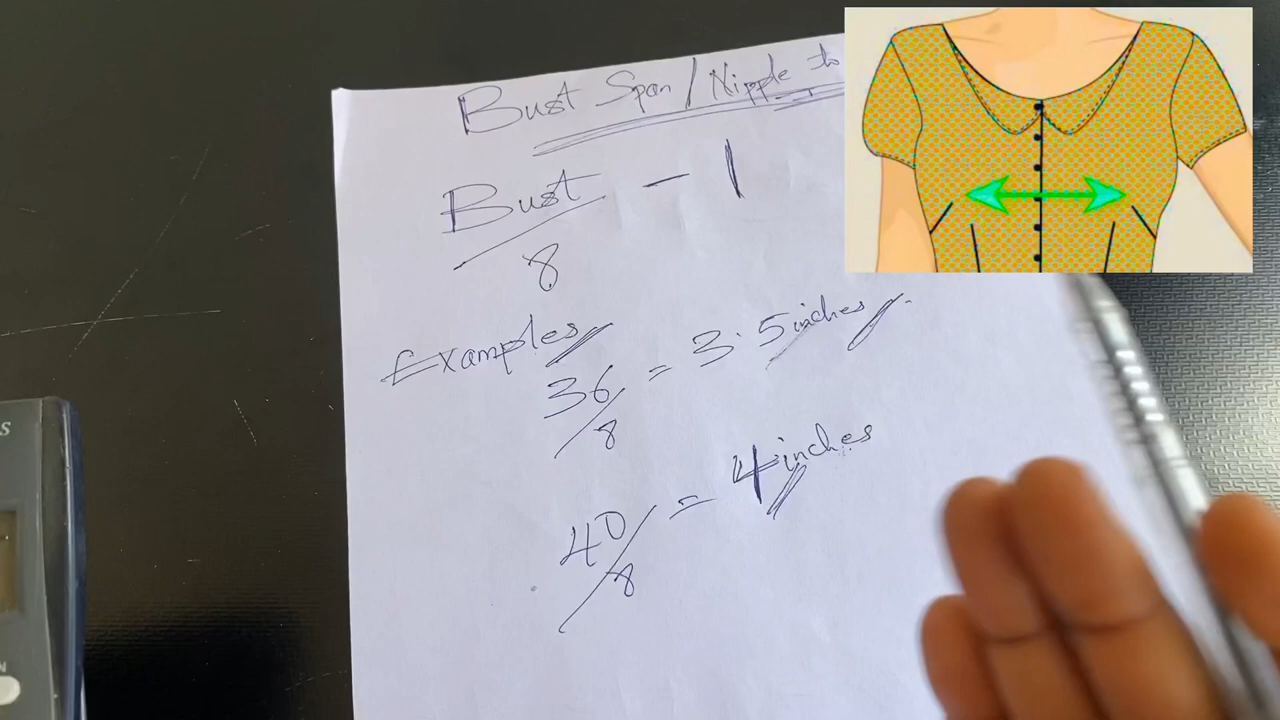 Bust Span / Nipple to
Bust - 1
8
Examples
36 = 3.5 inches
8
40 = 4 inches
8
S
N